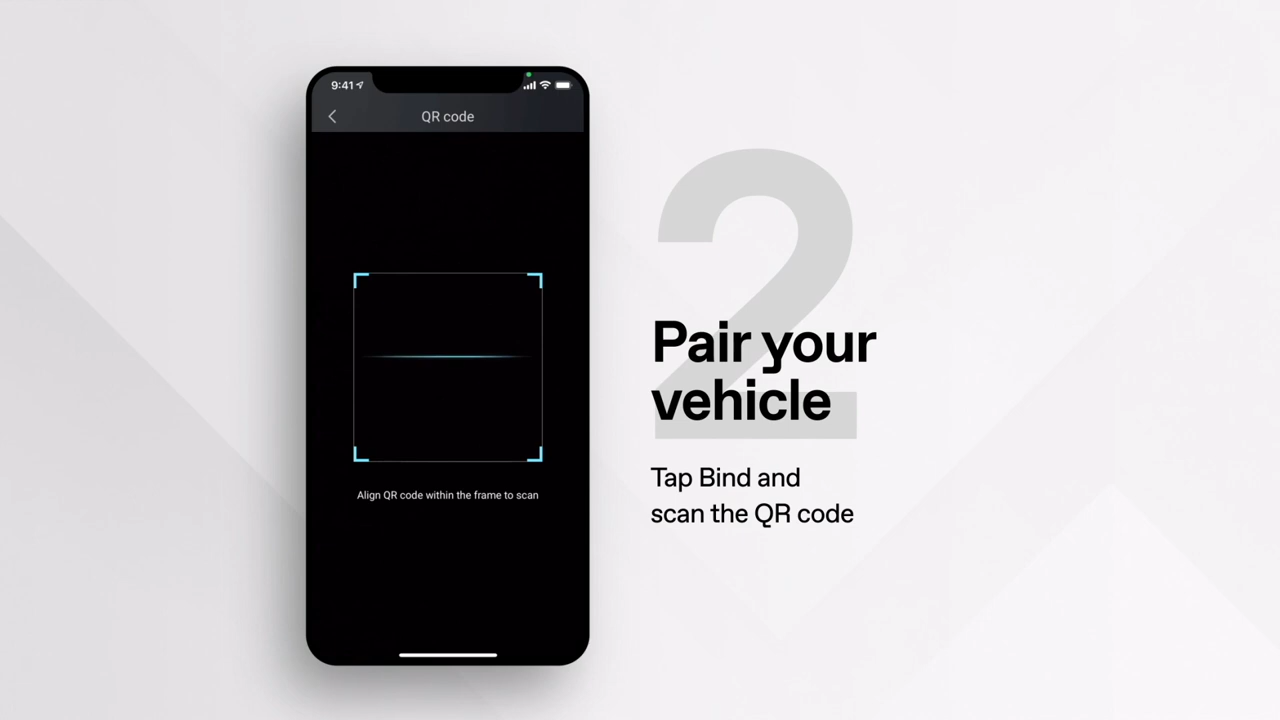 9:41
QR code
Align QR code within the frame to scan
2
Pair your
vehicle
Tap Bind and
scan the QR code